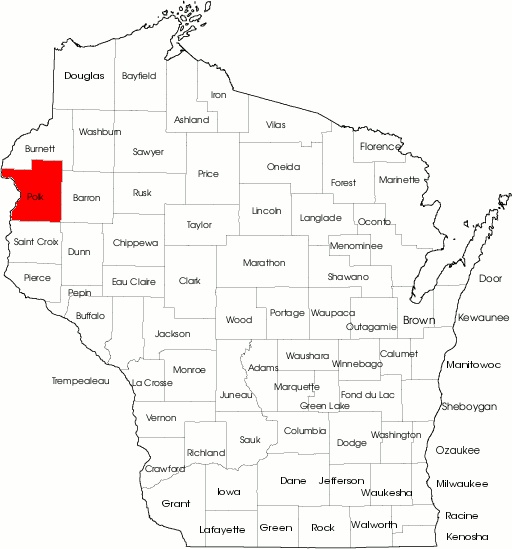 Douglas
Bayfield
Iron
Ashland
Vilas
Washburn
Burnett
Sawyer
Florence
Oneida
Price
Forest
Marinette
Polk
Barron
Rusk
Lincoln
Langlade
Oconto
Taylor
Saint Croix
Chippewa
Dunn
Menominee
Marathon
Shawano
Pierce
Eau Claire
Clark
Door
Pepin
Buffalo
Wood
Portage
Waupaca
Outagamie
Brown
Kewaunee
Jackson
Waushara
Winnebago
Calumet
Manitowoc
Trempealeau
La Crosse
Monroe
Adams
Marquette
Juneau
Green Lake
Fond du Lac
Sheboygan
Vernon
Columbia
Sauk
Dodge
Washington
Richland
Ozaukee
Crawford
Dane
Jefferson
Waukesha
Milwaukee
Grant
Iowa
Racine
Lafayette
Green
Rock
Walworth
Kenosha